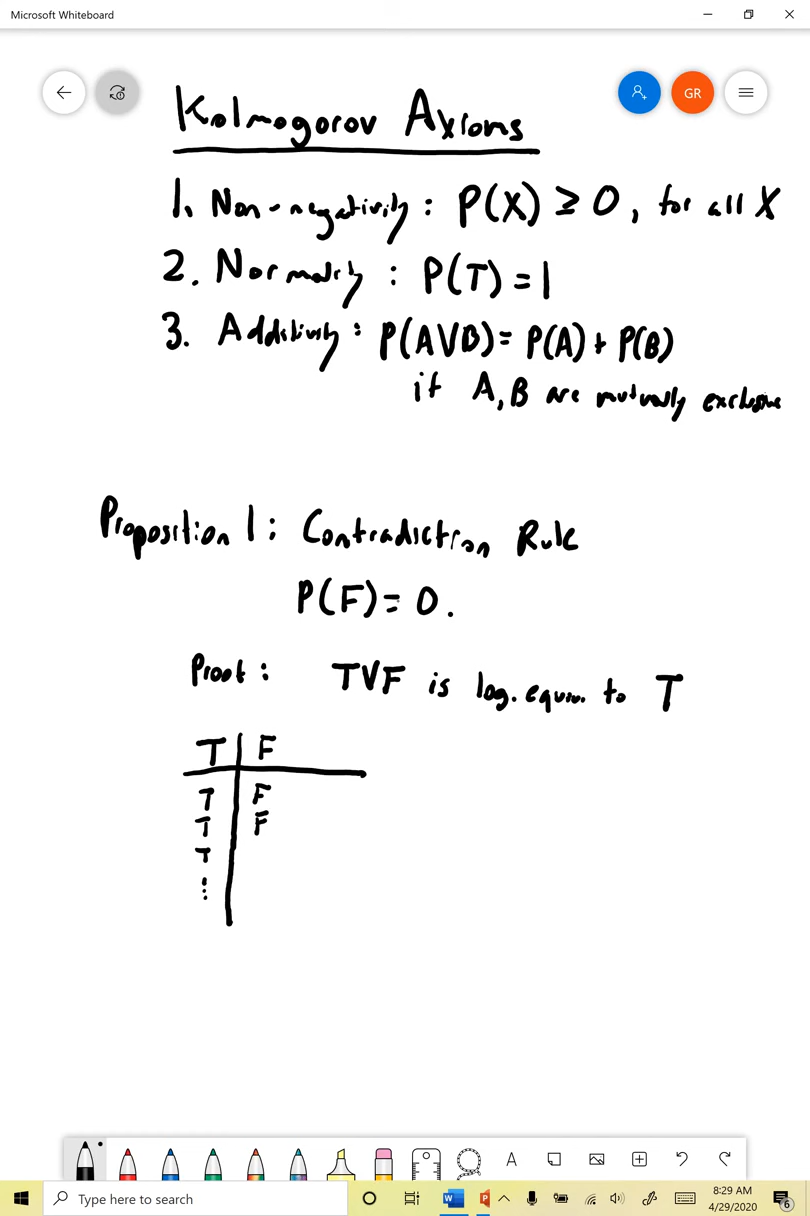 Microsoft Whiteboard
GR
Kolmogorov Axioms
1. Non-negativity: P(X) ≥ 0, for all X
2. Normality: P(T) = 1
3. Additivity: P(A∨B) = P(A) + P(B)
if A, B are mutually exclusive
Proposition 1: Contradiction Rule
P(F) = 0.
Proof: T∨F is log. equiv. to T
T F
T F
T F
T
⋮
A
Type here to search
W
P
8:29 AM
4/29/2020
6